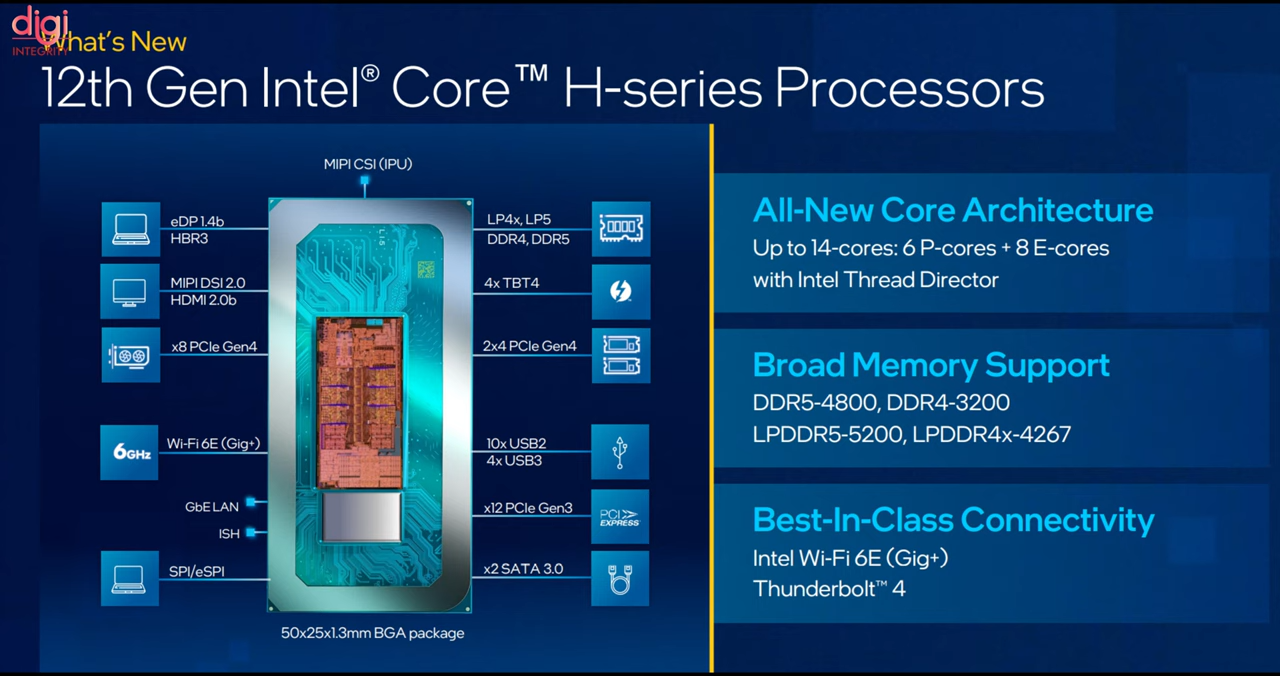 digi
INTEGRITY
What's New
12th Gen Intel® Core™ H-series Processors
MIPI CSI (IPU)
eDP 1.4b
HBR3
MIPI DSI 2.0
HDMI 2.0b
x8 PCIe Gen4
6GHz
Wi-Fi 6E (Gig+)
GbE LAN
ISH
SPI/eSPI
LP4x, LP5
DDR4, DDR5
4x TBT4
2x4 PCIe Gen4
10x USB2
4x USB3
x12 PCIe Gen3
PCI
EXPRESS
x2 SATA 3.0
50x25x1.3mm BGA package
All-New Core Architecture
Up to 14-cores: 6 P-cores + 8 E-cores
with Intel Thread Director
Broad Memory Support
DDR5-4800, DDR4-3200
LPDDR5-5200, LPDDR4x-4267
Best-In-Class Connectivity
Intel Wi-Fi 6E (Gig+)
Thunderbolt™ 4